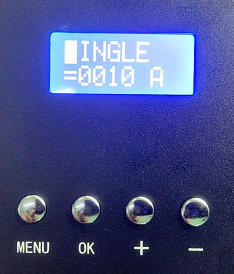 INGLE
=0010 A
MENU OK + −